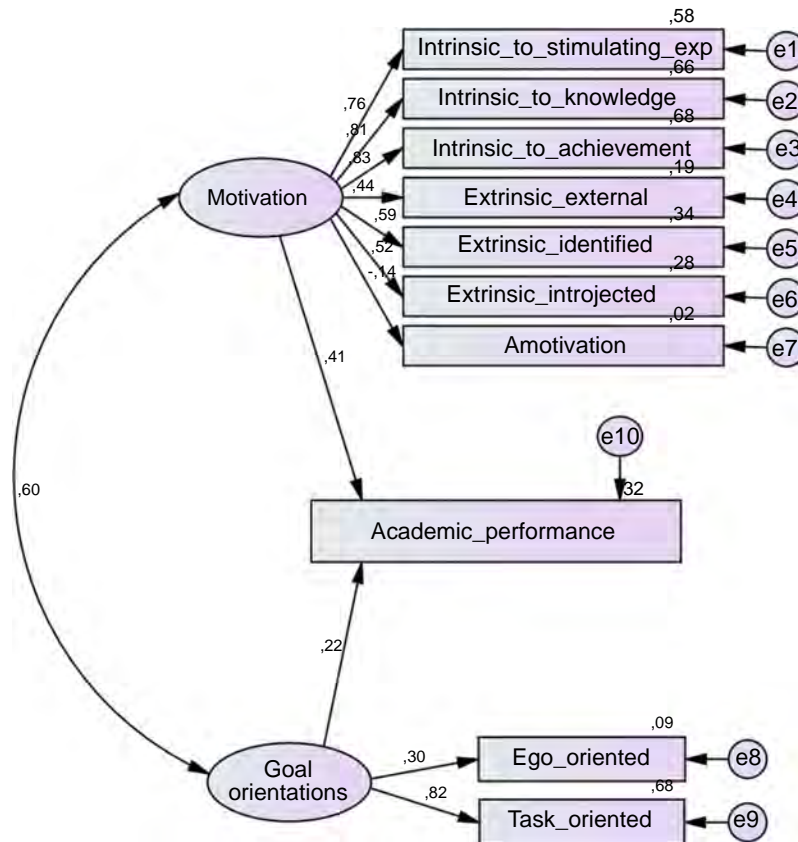 ,58
Intrinsic_to_stimulating_exp
e1
,66
,76
Intrinsic_to_knowledge
e2
,68
,81
Intrinsic_to_achievement
e3
,83
,19
Motivation
,44
Extrinsic_external
e4
,34
,59
Extrinsic_identified
e5
,52
,28
-,14
Extrinsic_introjected
e6
,02
Amotivation
e7
,41
e10
,60
32
Academic_performance
,22
,09
Goal
orientations
,30
Ego_oriented
e8
,68
,82
Task_oriented
e9